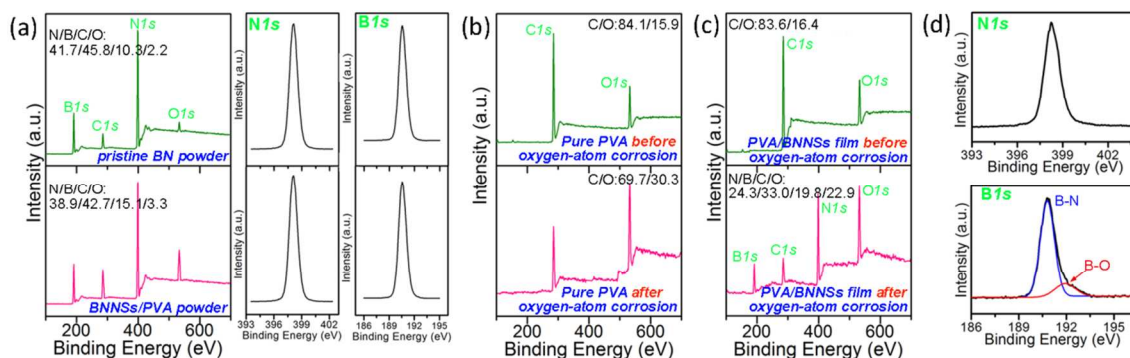 (a)
N/B/C/O:
41.7/45.8/10.3/2.2
N1s
B1s
C1s
O1s
pristine BN powder
N/B/C/O:
38.9/42.7/15.1/3.3
BNNSs/PVA powder
Intensity (a.u.)
200 400 600
Binding Energy (eV)
N1s
Intensity (a.u.)
Intensity (a.u.)
393 396 399 402
Binding Energy (eV)
B1s
Intensity (a.u.)
Intensity (a.u.)
186 189 192 195
Binding Energy (eV)
(b)
C/O:84.1/15.9
C1s
O1s
Pure PVA before
oxygen-atom corrosion
C/O:69.7/30.3
Pure PVA after
oxygen-atom corrosion
Intensity (a.u.)
200 400 600
Binding Energy (eV)
(c)
C/O:83.6/16.4
C1s
O1s
PVA/BNNSs film before
oxygen-atom corrosion
N/B/C/O:
24.3/33.0/19.8/22.9
O1s
N1s
B1s
C1s
PVA/BNNSs film after
oxygen-atom corrosion
Intensity (a.u.)
200 400 600
Binding Energy (eV)
(d)
N1s
Intensity (a.u.)
393 396 399 402
Binding Energy (eV)
B1s
B-N
B-O
Intensity (a.u.)
186 189 192 195
Binding Energy (eV)